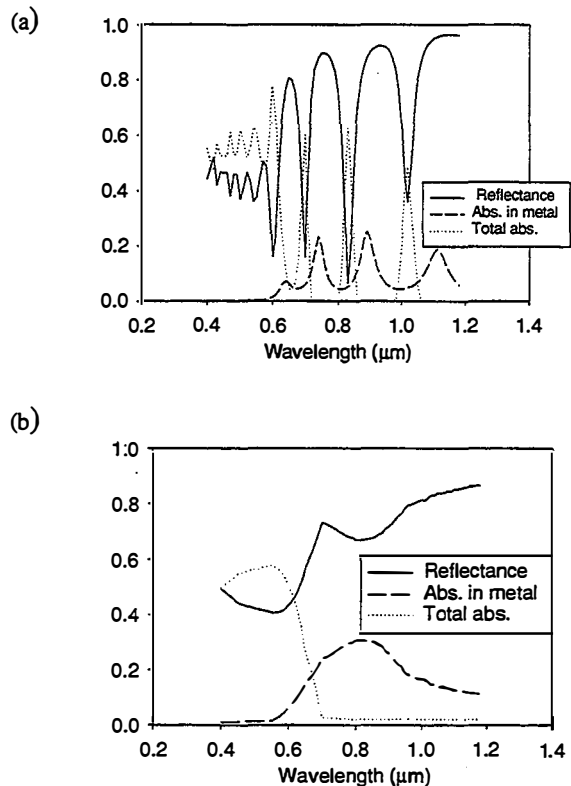 (a)
1.0
0.8
0.6
0.4
0.2
0.0
Reflectance
Abs. in metal
Total abs.
0.2 0.4 0.6 0.8 1.0 1.2 1.4
Wavelength (μm)
(b)
1.0
0.8
0.6
0.4
0.2
0.0
Reflectance
Abs. in metal
Total abs.
0.2 0.4 0.6 0.8 1.0 1.2 1.4
Wavelength (μm)